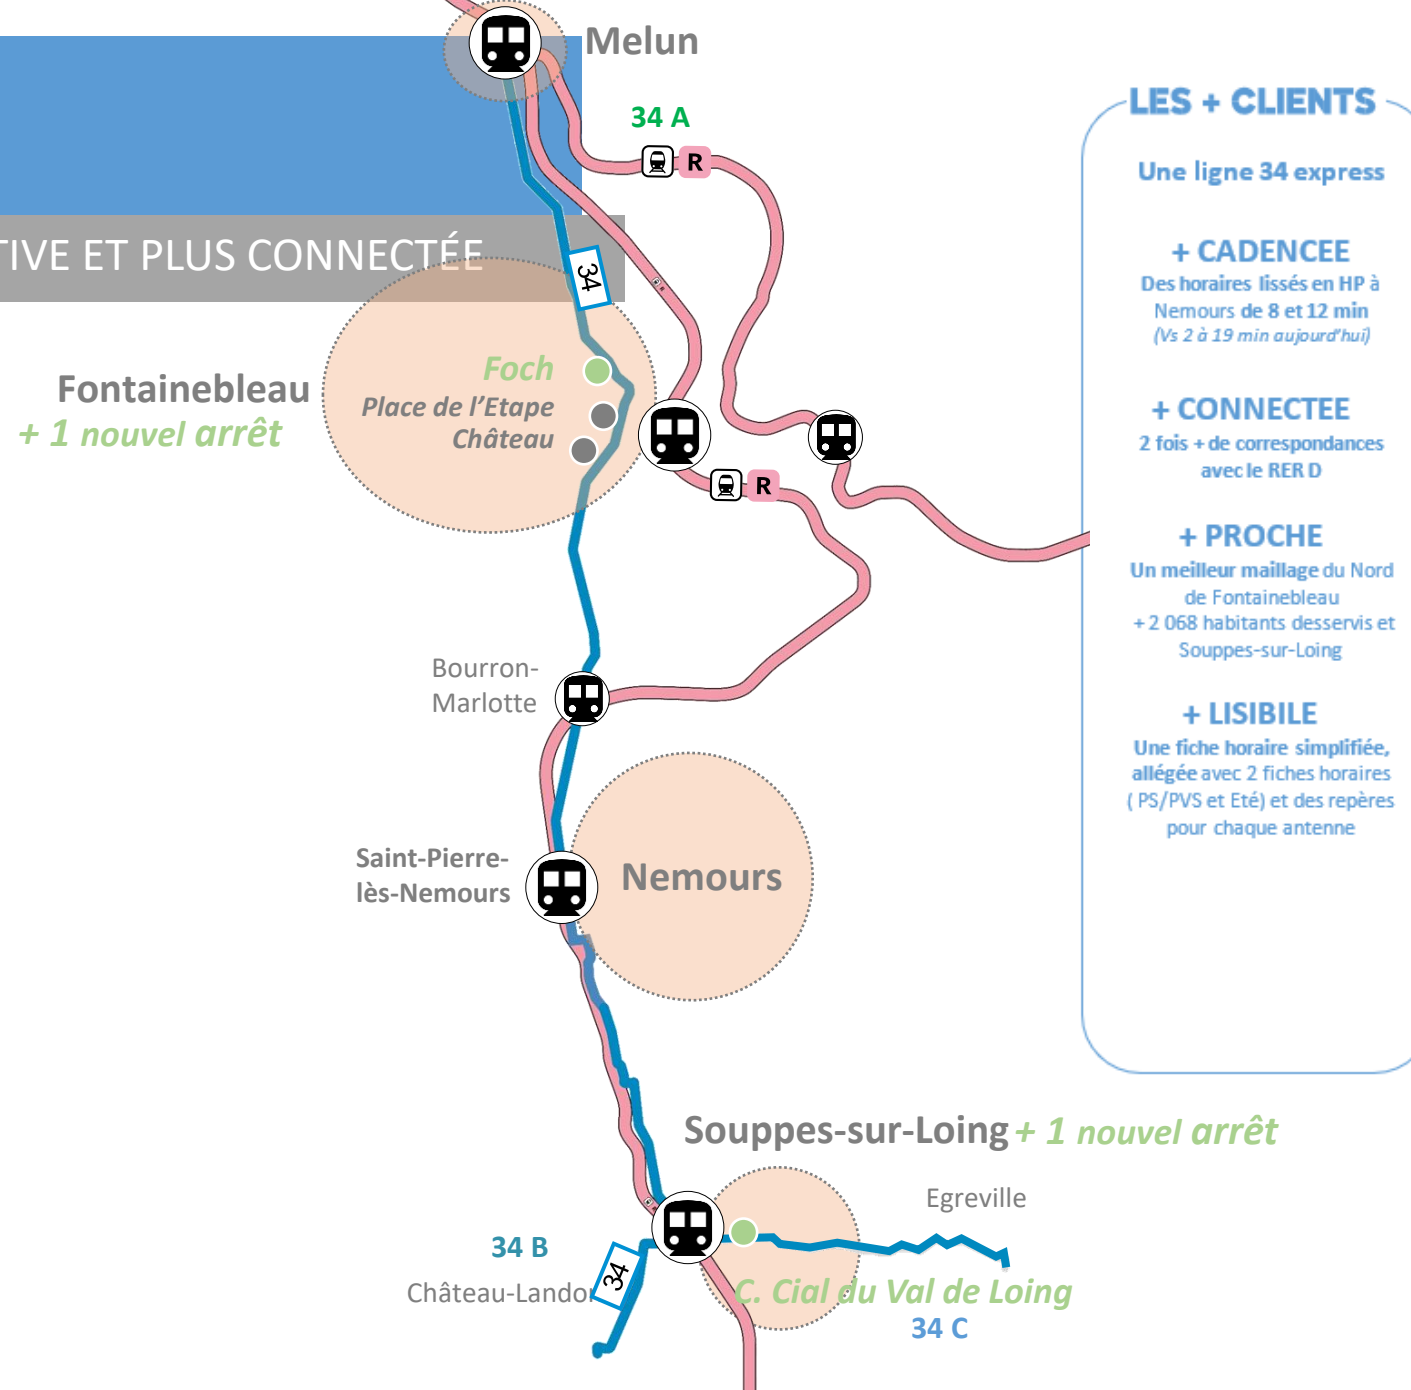 Melun
34 A
R
TIVE ET PLUS CONNECTÉE
34
Fontainebleau
+ 1 nouvel arrêt
Foch
Place de l'Etape
Château
R
Bourron-
Marlotte
Saint-Pierre-
lès-Nemours
Nemours
Souppes-sur-Loing + 1 nouvel arrêt
Egreville
34 B
34
Château-Landon
C. Cial du Val de Loing
34 C
LES + CLIENTS
Une ligne 34 express
+ CADENCEE
Des horaires lissés en HP à
Nemours de 8 et 12 min
(Vs 2 à 19 min aujourd'hui)
+ CONNECTEE
2 fois + de correspondances
avec le RER D
+ PROCHE
Un meilleur maillage du Nord
de Fontainebleau
+ 2 068 habitants desservis et
Souppes-sur-Loing
+ LISIBILE
Une fiche horaire simplifiée,
allégée avec 2 fiches horaires
( PS/PVS et Eté) et des repères
pour chaque antenne